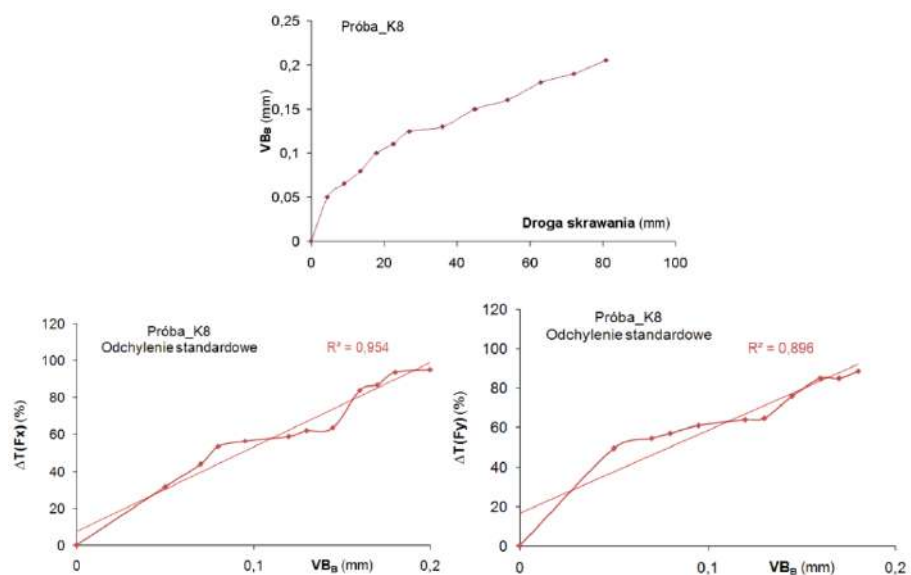 Próba_K8
0,25
0,2
0,15
0,1
0,05
0
VBB (mm)
Droga skrawania (mm)
0 20 40 60 80 100
Próba_K8
Odchylenie standardowe
R² = 0,954
120
100
80
60
40
20
0
ΔT(Fx) (%)
0 0,1 0,2
VBB (mm)
Próba_K8
Odchylenie standardowe
R² = 0,896
120
100
80
60
40
20
0
ΔT(Fy) (%)
0 0,1 0,2
VBB (mm)